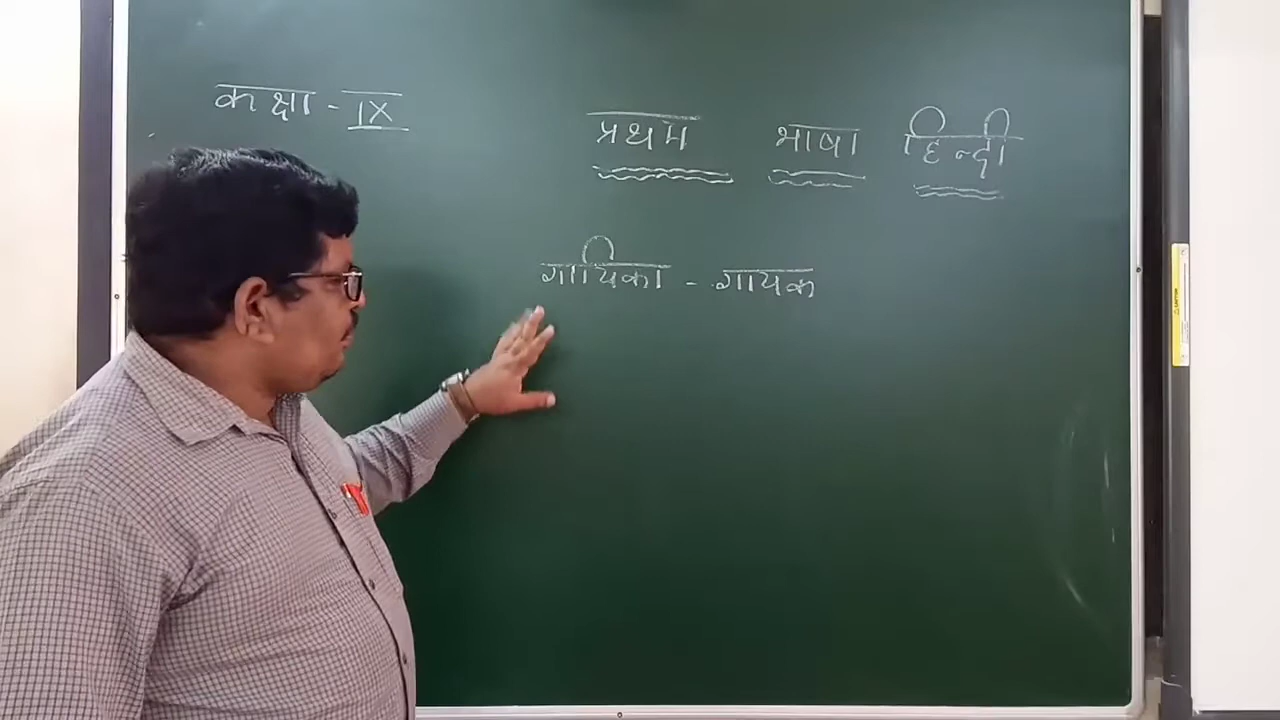 कक्षा - IX
प्रथम भाषा हिन्दी
गायिका - गायक